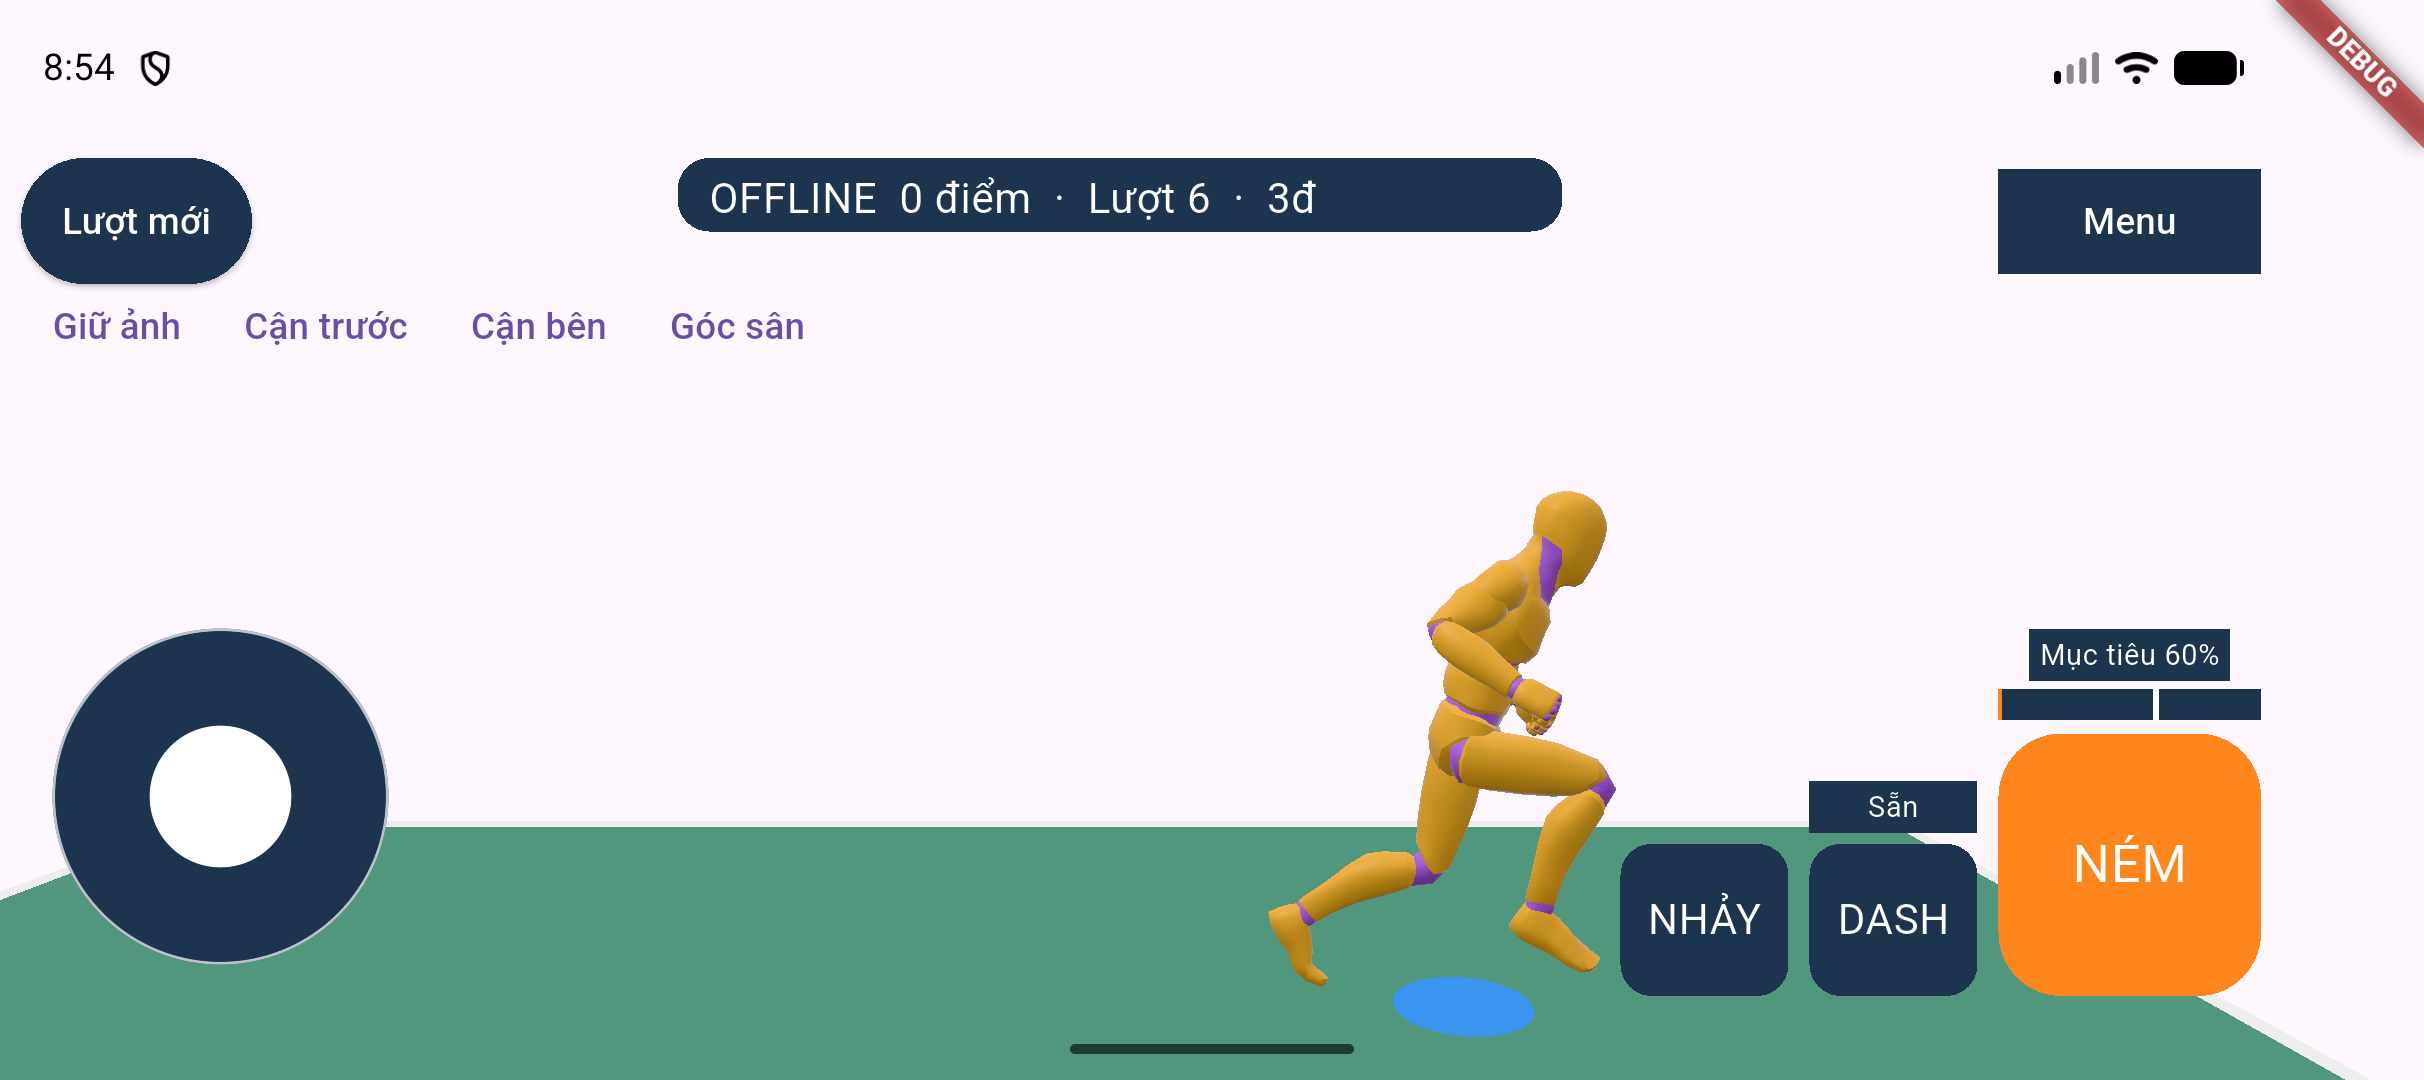 8:54
DEBUG
Lượt mới
OFFLINE 0 điểm · Lượt 6 · 3đ
Menu
Giữ ảnh Cận trước Cận bên Góc sân
Mục tiêu 60%
Sẵn
NHẢY
DASH
NÉM